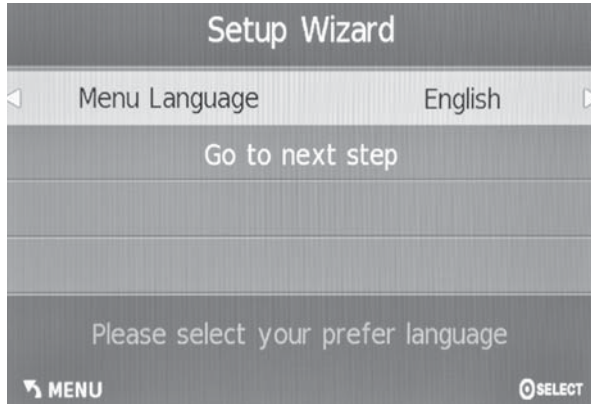 Setup Wizard
Menu Language English
Go to next step
Please select your prefer language
MENU SELECT